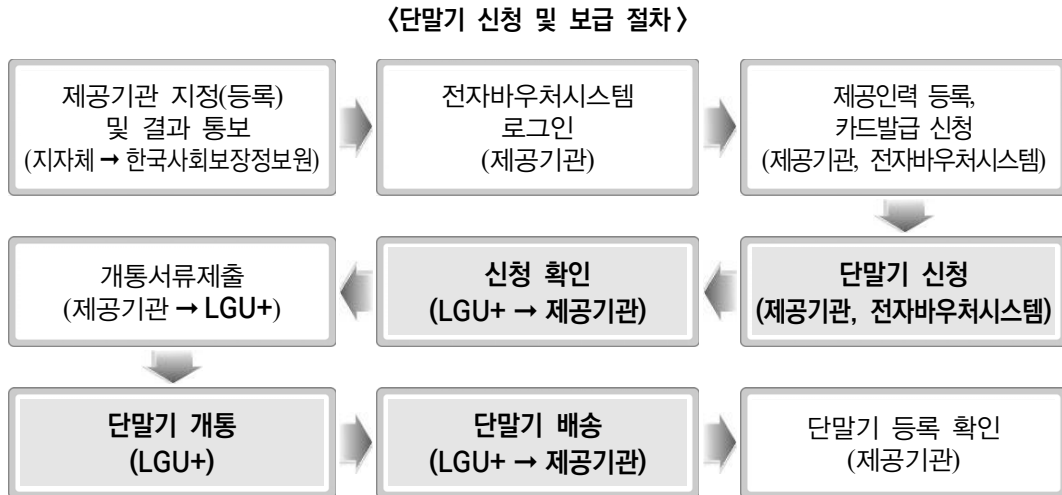 〈단말기 신청 및 보급 절차〉
제공기관 지정(등록)
및 결과 통보
(지자체 → 한국사회보장정보원)
전자바우처시스템
로그인
(제공기관)
제공인력 등록,
카드발급 신청
(제공기관, 전자바우처시스템)
단말기 신청
(제공기관, 전자바우처시스템)
신청 확인
(LGU+ → 제공기관)
개통서류제출
(제공기관 → LGU+)
단말기 개통
(LGU+)
단말기 배송
(LGU+ → 제공기관)
단말기 등록 확인
(제공기관)